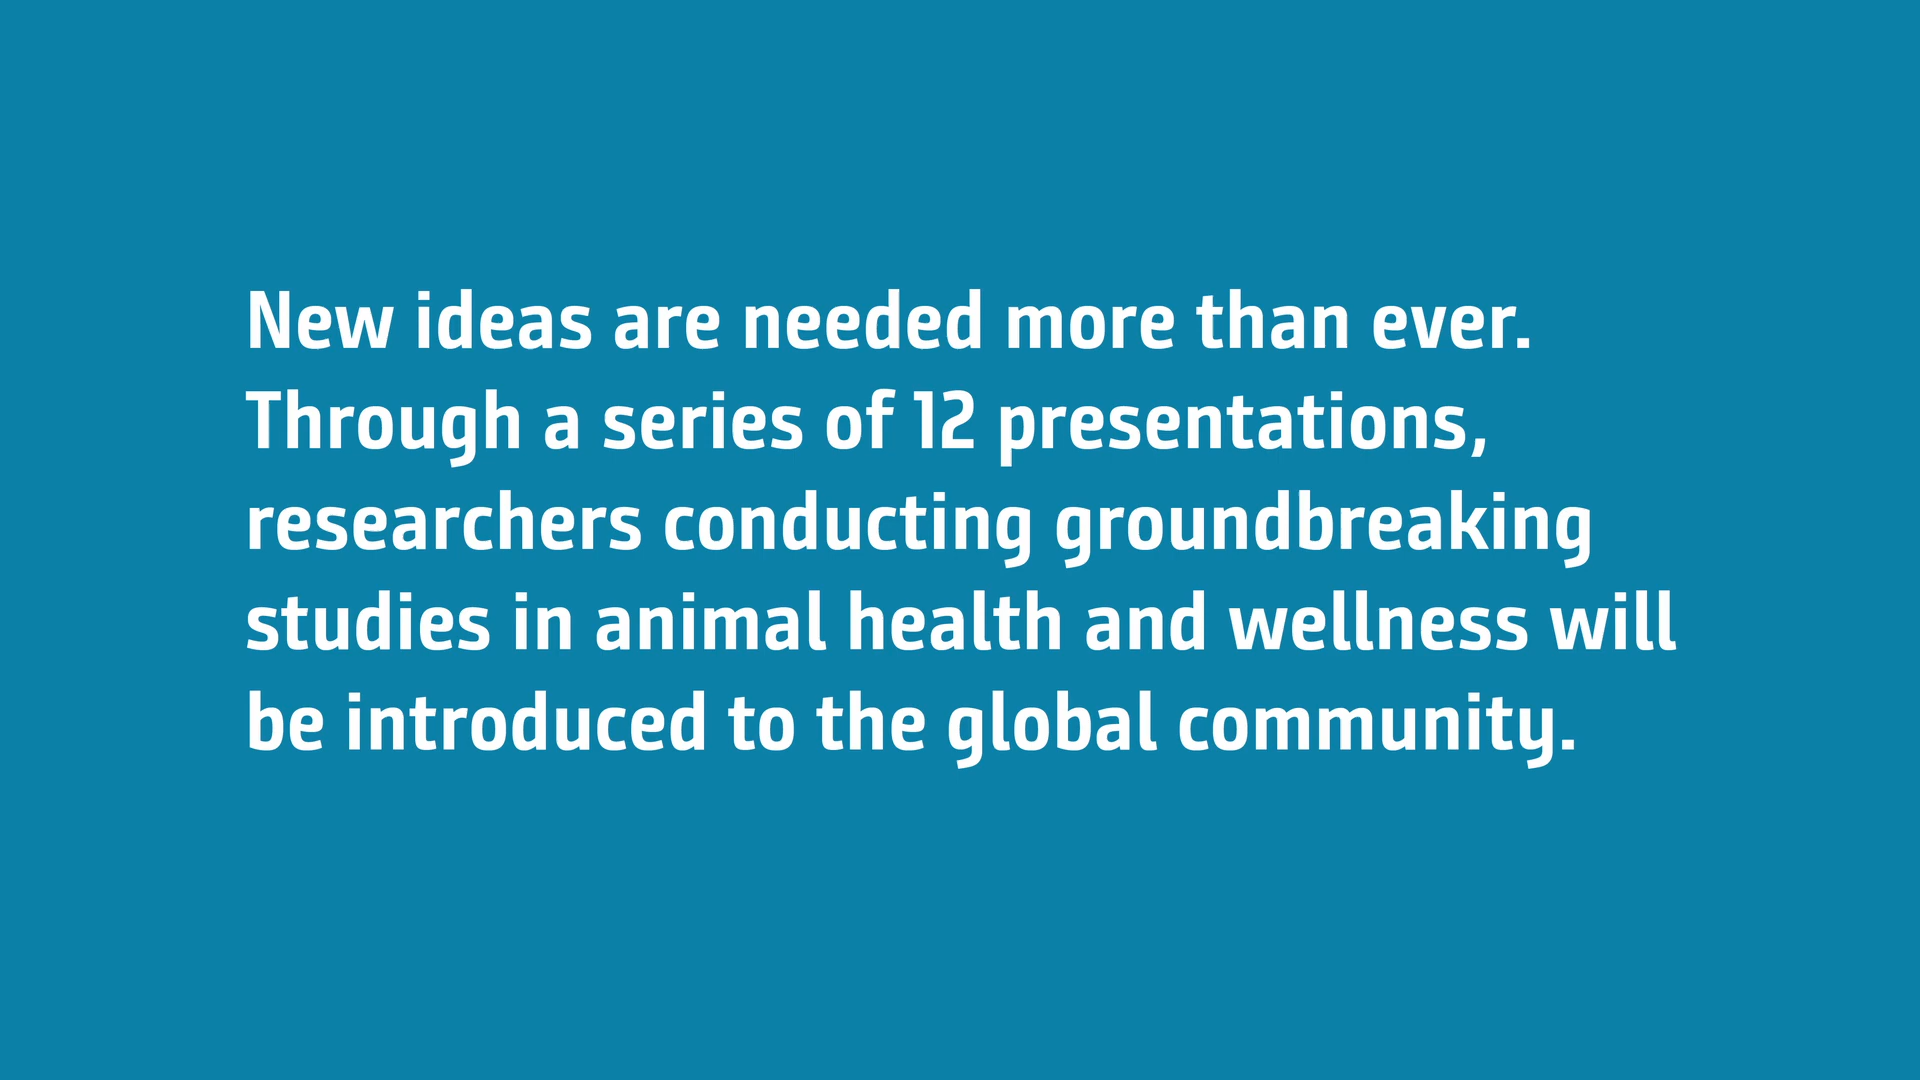 New ideas are needed more than ever.
Through a series of 12 presentations,
researchers conducting groundbreaking
studies in animal health and wellness will
be introduced to the global community.